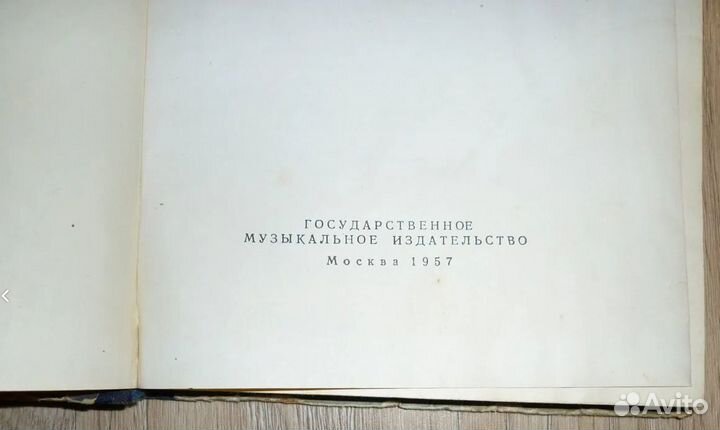 ГОСУДАРСТВЕННОЕ
МУЗЫКАЛЬНОЕ ИЗДАТЕЛЬСТВО
Москва 1957
Avito